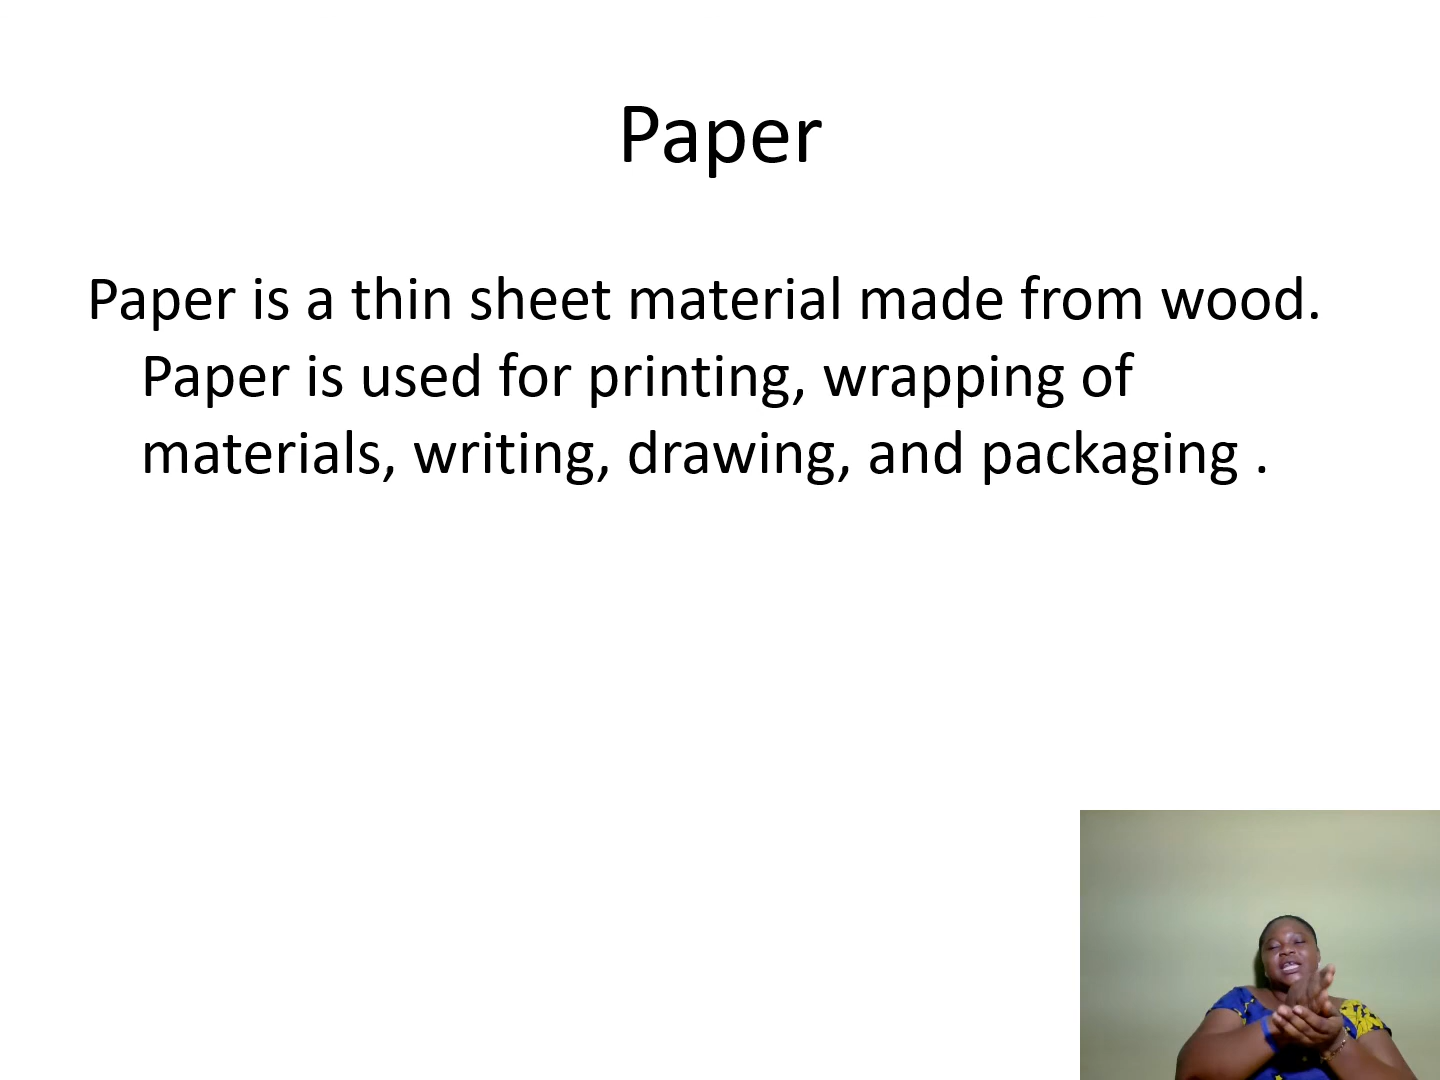 Paper
Paper is a thin sheet material made from wood.
Paper is used for printing, wrapping of
materials, writing, drawing, and packaging .